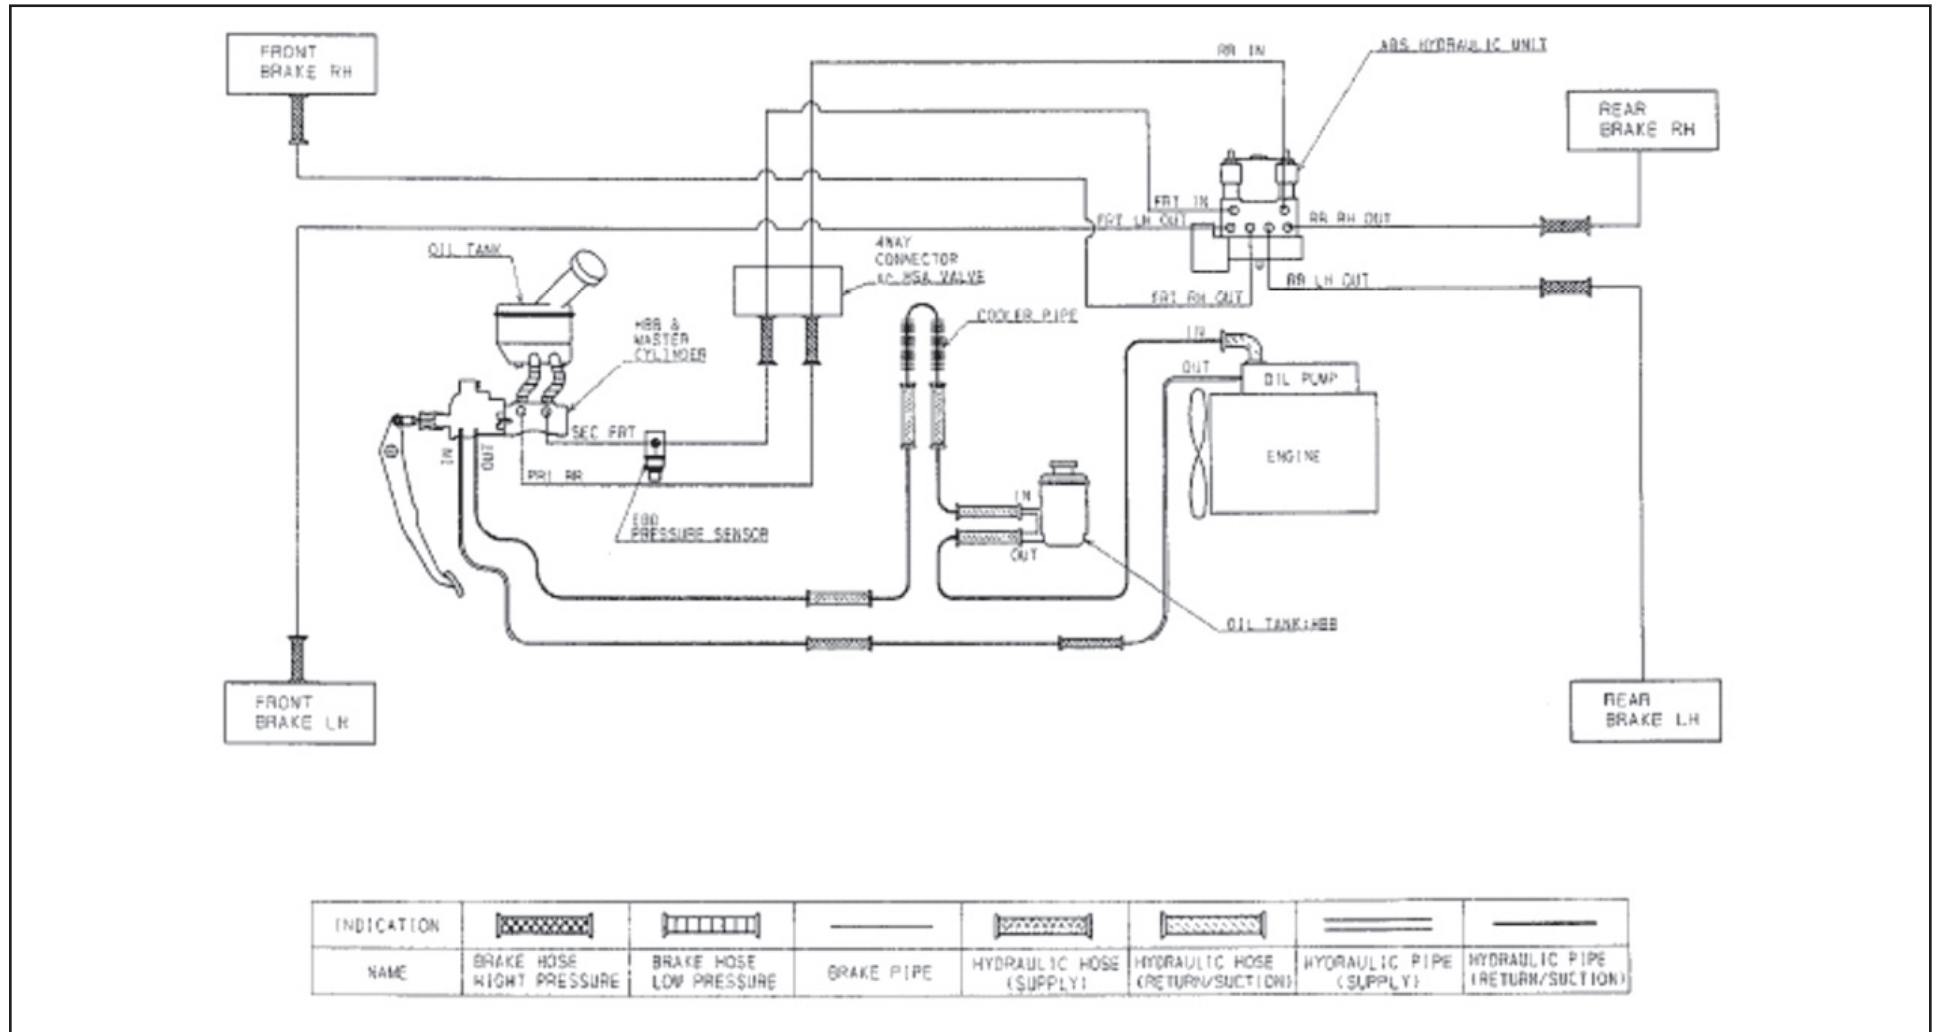 FRONT
BRAKE RH
RR IN
ABS HYDRAULIC UNIT
REAR
BRAKE RH
FRT IN
FRT LH OUT
RR RH OUT
OIL TANK
4WAY
CONNECTOR
or HSA VALVE
RR LH OUT
FRT RH OUT
COOLER PIPE
HBB &
MASTER
CYLINDER
IN
OUT
OIL PUMP
SEC FRT
IN
OUT
PRI RR
ENGINE
IN
EBD
PRESSURE SENSOR
OUT
OIL TANK:HBB
FRONT
BRAKE LH
REAR
BRAKE LH
INDICATION
NAME
BRAKE HOSE
HIGHT PRESSURE
BRAKE HOSE
LOW PRESSURE
BRAKE PIPE
HYDRAULIC HOSE
(SUPPLY)
HYDRAULIC HOSE
(RETURN/SUCTION)
HYDRAULIC PIPE
(SUPPLY)
HYDRAULIC PIPE
(RETURN/SUCTION)